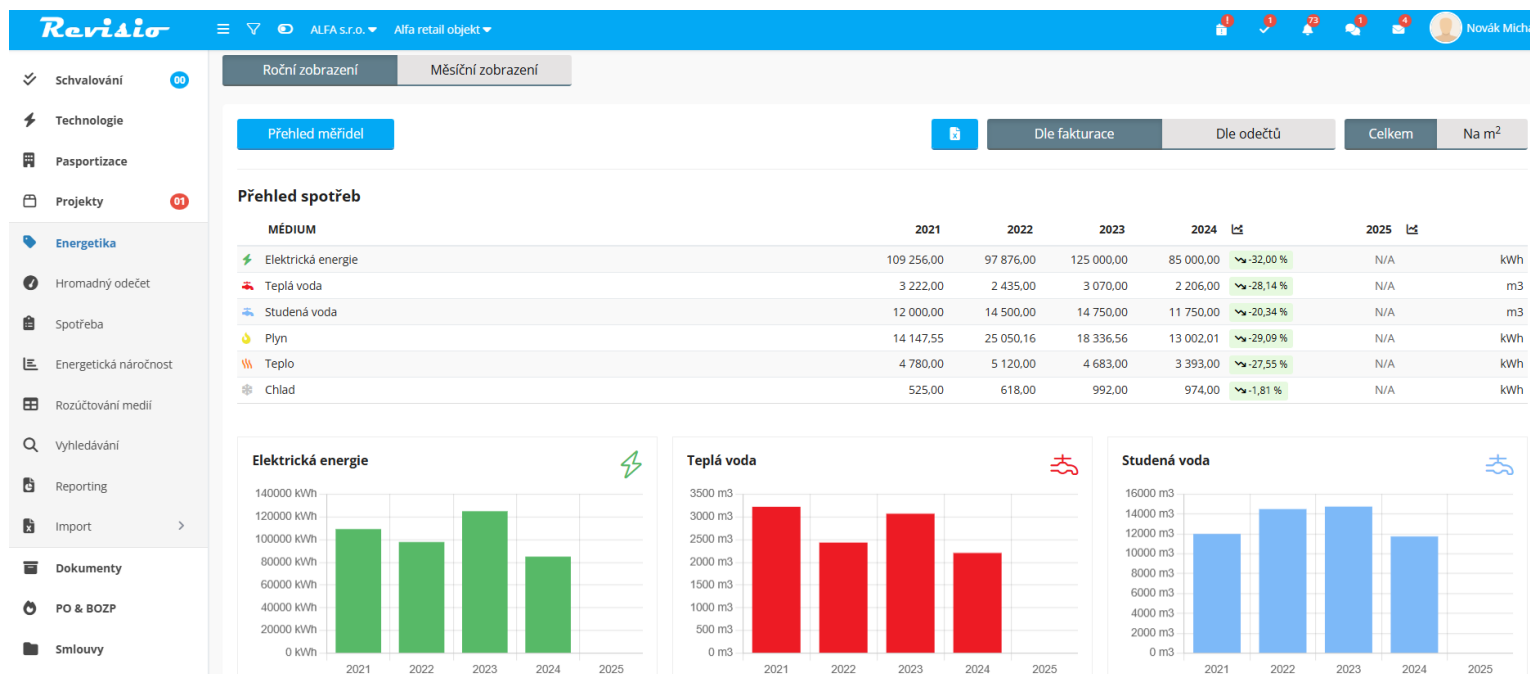 Revisio ALFA s.r.o. Alfa retail objekt ! 1 73 1 4 Novák Micha
Schvalování 00
Technologie
Pasportizace
Projekty 01
Energetika
Hromadný odečet
Spotřeba
Energetická náročnost
Rozúčtování medií
Vyhledávání
Reporting
Import
Dokumenty
PO & BOZP
Smlouvy
Roční zobrazení Měsíční zobrazení
Přehled měřidel Dle fakturace Dle odečtů Celkem Na m²
Přehled spotřeb
MÉDIUM 2021 2022 2023 2024 2025
Elektrická energie 109 256,00 97 876,00 125 000,00 85 000,00 -32,00 % N/A kWh
Teplá voda 3 222,00 2 435,00 3 070,00 2 206,00 -28,14 % N/A m3
Studená voda 12 000,00 14 500,00 14 750,00 11 750,00 -20,34 % N/A m3
Plyn 14 147,55 25 050,16 18 336,56 13 002,01 -29,09 % N/A kWh
Teplo 4 780,00 5 120,00 4 683,00 3 393,00 -27,55 % N/A kWh
Chlad 525,00 618,00 992,00 974,00 -1,81 % N/A kWh
Elektrická energie
140000 kWh
120000 kWh
100000 kWh
80000 kWh
60000 kWh
40000 kWh
20000 kWh
0 kWh
2021 2022 2023 2024 2025
Teplá voda
3500 m3
3000 m3
2500 m3
2000 m3
1500 m3
1000 m3
500 m3
0 m3
2021 2022 2023 2024 2025
Studená voda
16000 m3
14000 m3
12000 m3
10000 m3
8000 m3
6000 m3
4000 m3
2000 m3
0 m3
2021 2022 2023 2024 2025